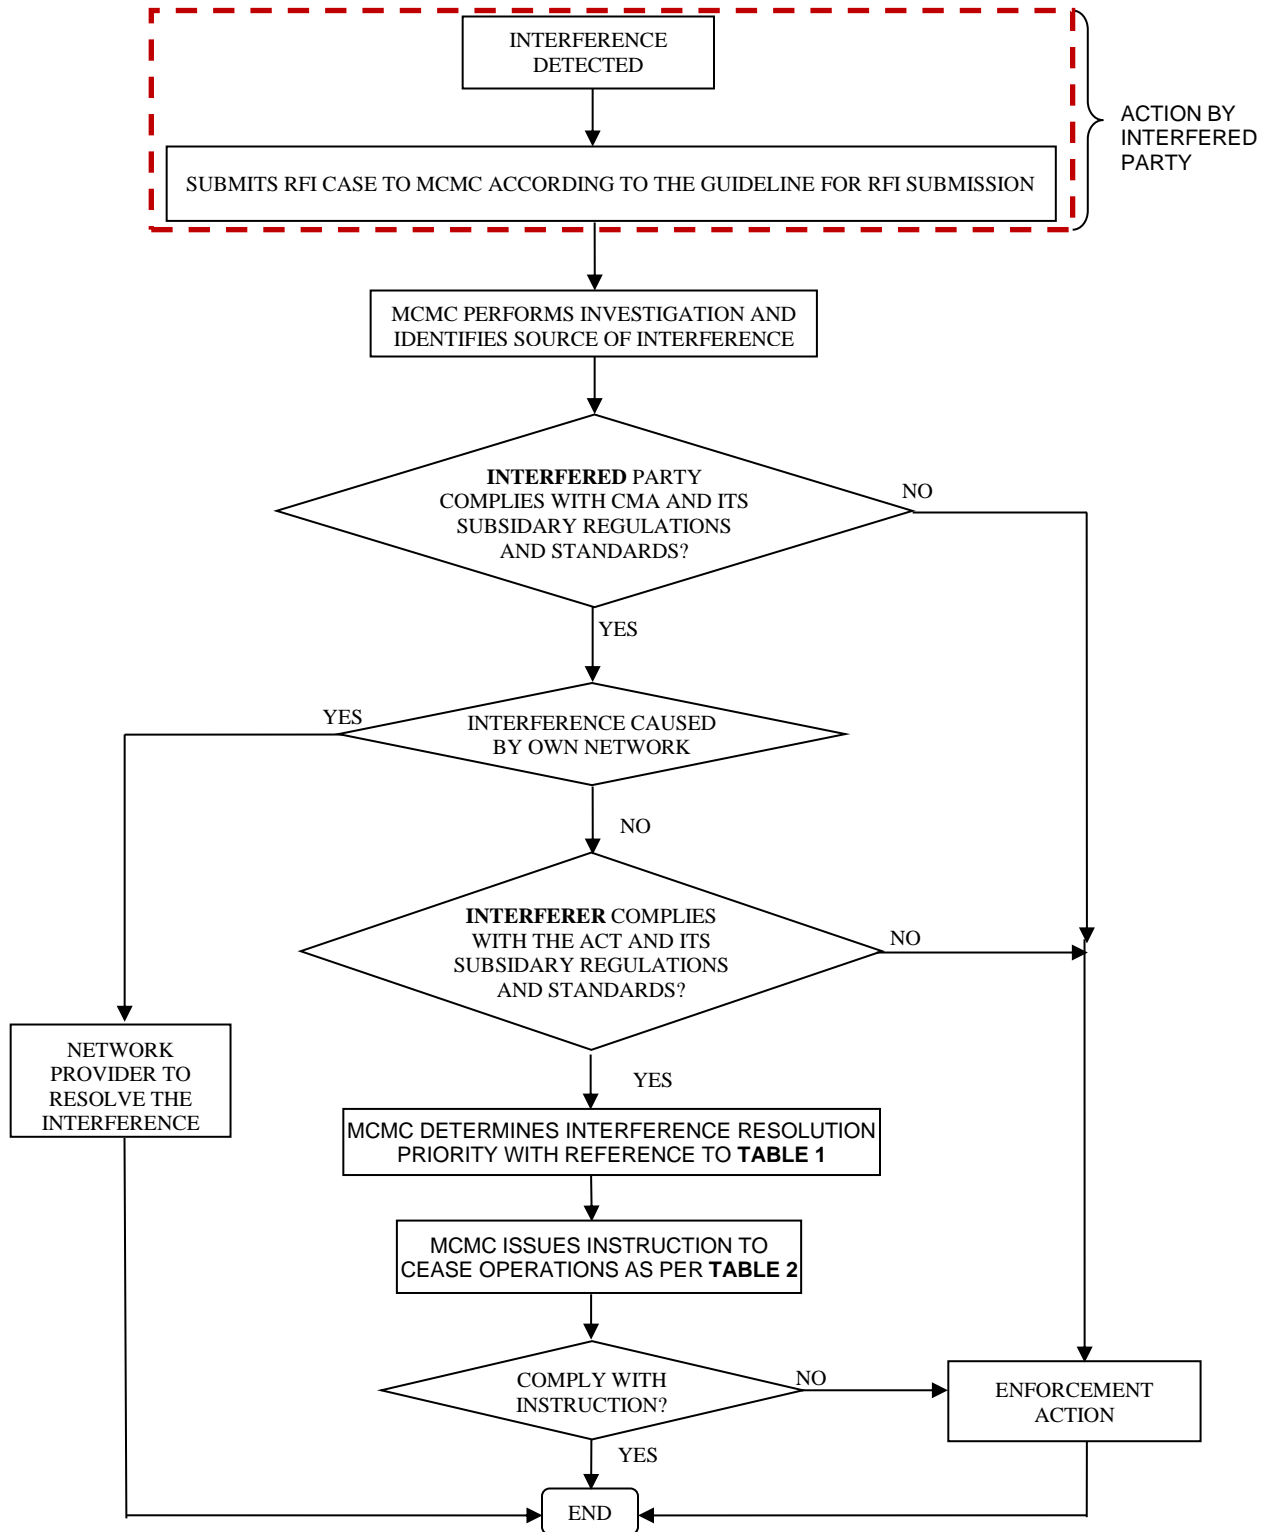 INTERFERENCE
DETECTED
ACTION BY
INTERFERED
PARTY
SUBMITS RFI CASE TO MCMC ACCORDING TO THE GUIDELINE FOR RFI SUBMISSION
MCMC PERFORMS INVESTIGATION AND
IDENTIFIES SOURCE OF INTERFERENCE
INTERFERED PARTY
COMPLIES WITH CMA AND ITS
SUBSIDARY REGULATIONS
AND STANDARDS?
NO
YES
INTERFERENCE CAUSED
BY OWN NETWORK
YES
NO
INTERFERER COMPLIES
WITH THE ACT AND ITS
SUBSIDARY REGULATIONS
AND STANDARDS?
NO
NETWORK
PROVIDER TO
RESOLVE THE
INTERFERENCE
YES
MCMC DETERMINES INTERFERENCE RESOLUTION
PRIORITY WITH REFERENCE TO TABLE 1
MCMC ISSUES INSTRUCTION TO
CEASE OPERATIONS AS PER TABLE 2
COMPLY WITH
INSTRUCTION?
NO
ENFORCEMENT
ACTION
YES
END